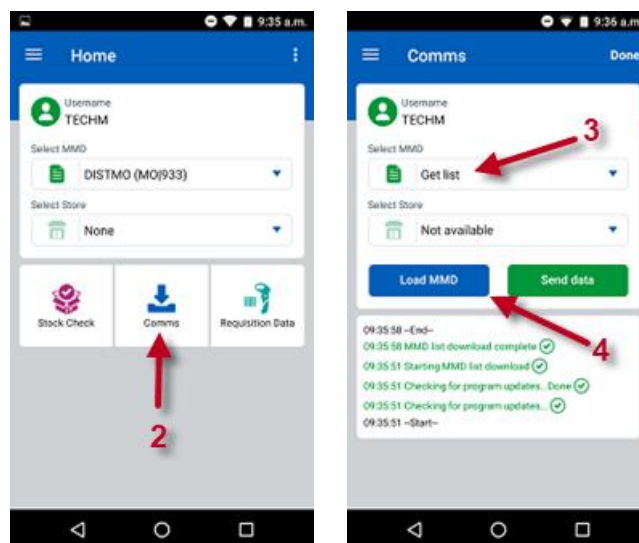 9:35 a.m.
Home
Username
TECHM
Select MMD
DISTMO (MOJ933)
Select Store
None
Stock Check
Comms
Requisition Data
2
9:36 a.m.
Comms
Done
Username
TECHM
3
Select MMD
Get list
Select Store
Not available
Load MMD
Send data
4
09:35:58 --End--
09:35:58 MMD list download complete
09:35:51 Starting MMD list download
09:35:51 Checking for program updates...Done
09:35:51 Checking for program updates...
09:35:51 --Start--